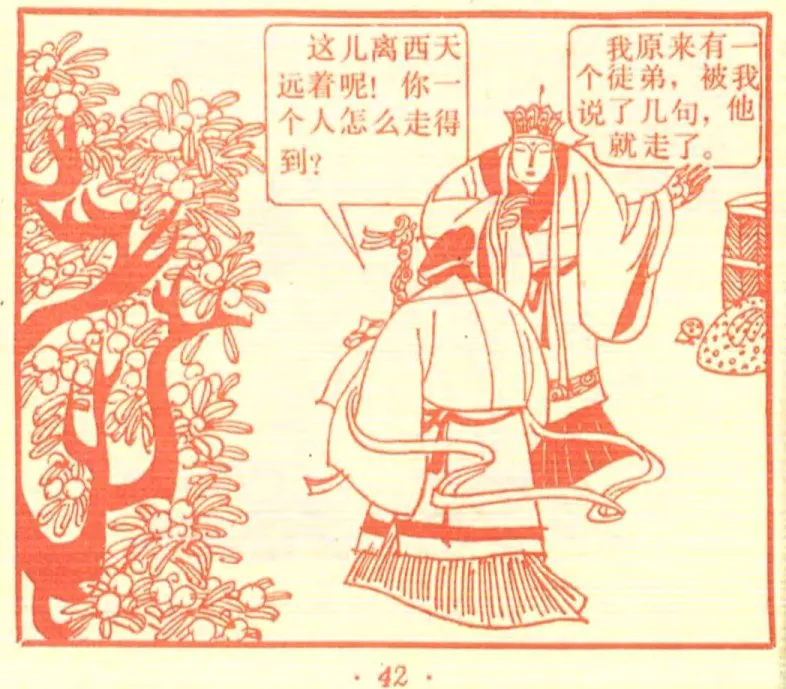 这儿离西天
远着呢！你一
个人怎么走得
到？
我原来有一
个徒弟，被我
说了几句，他
就走了。
· 42 ·